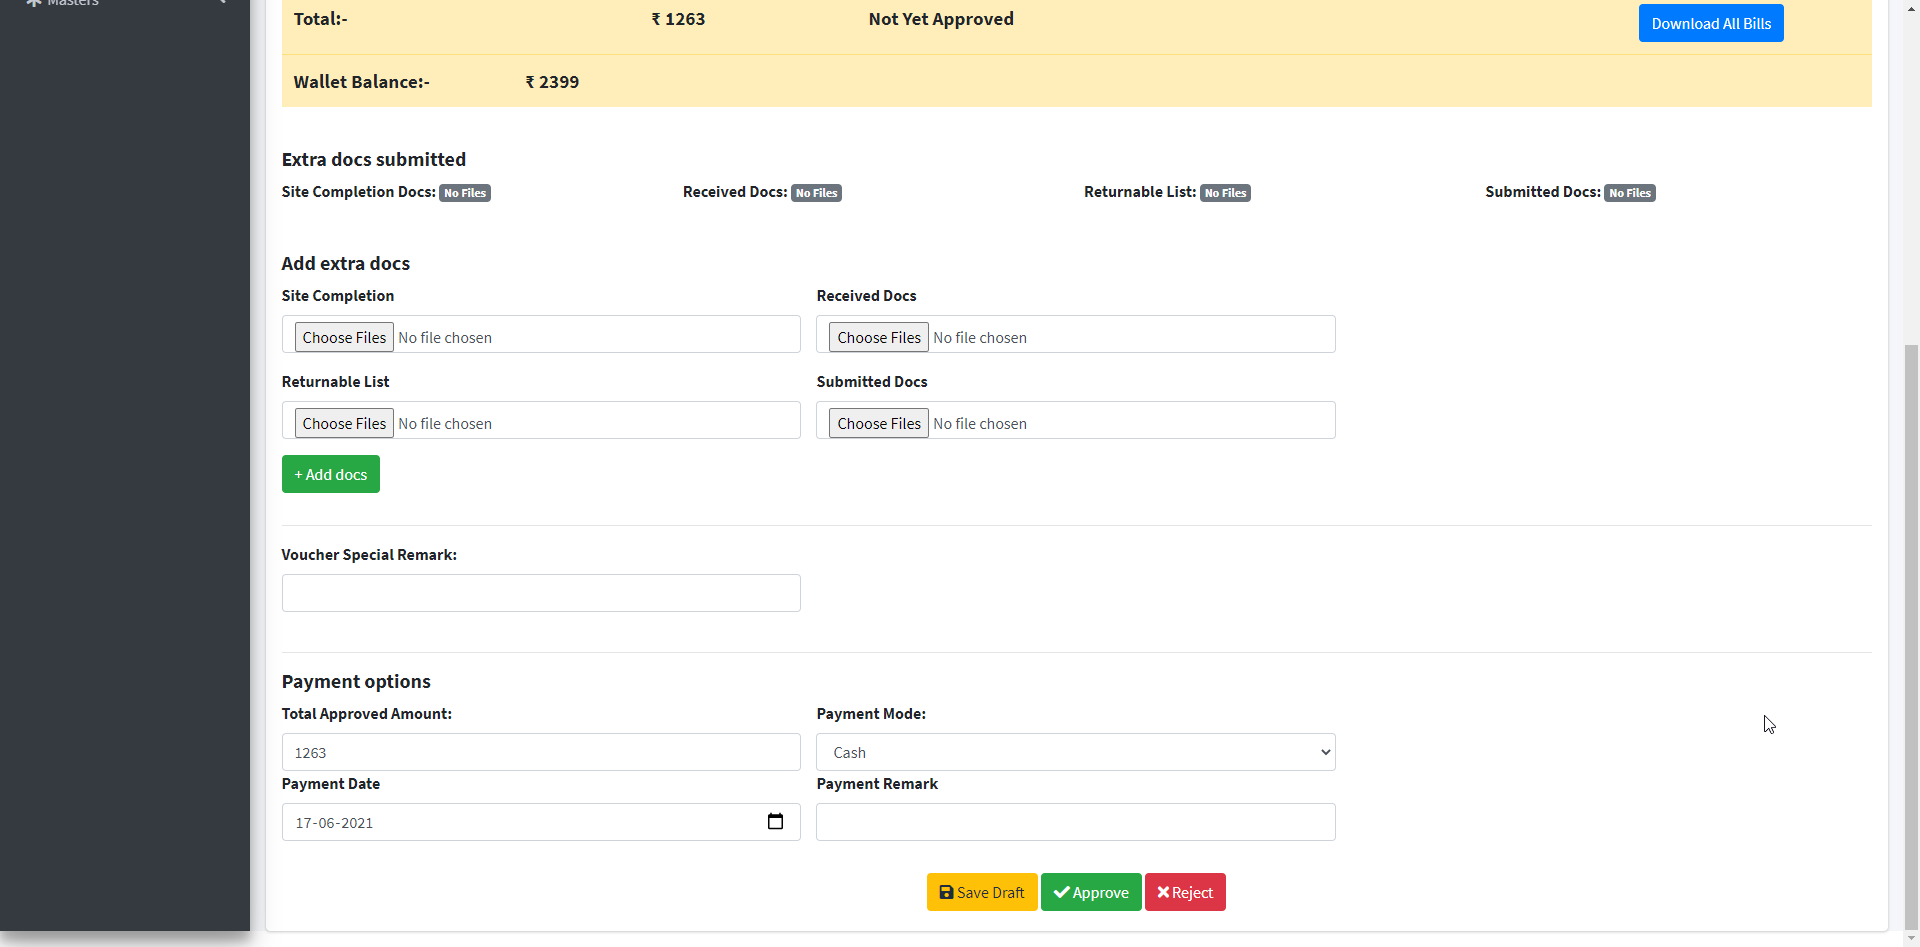 Masters
Total:- ₹ 1263 Not Yet Approved Download All Bills
Wallet Balance:- ₹ 2399
Extra docs submitted
Site Completion Docs: No Files Received Docs: No Files Returnable List: No Files Submitted Docs: No Files
Add extra docs
Site Completion Received Docs
Choose Files No file chosen Choose Files No file chosen
Returnable List Submitted Docs
Choose Files No file chosen Choose Files No file chosen
+ Add docs
Voucher Special Remark:
Payment options
Total Approved Amount: Payment Mode:
1263 Cash
Payment Date Payment Remark
17-06-2021
Save Draft Approve Reject